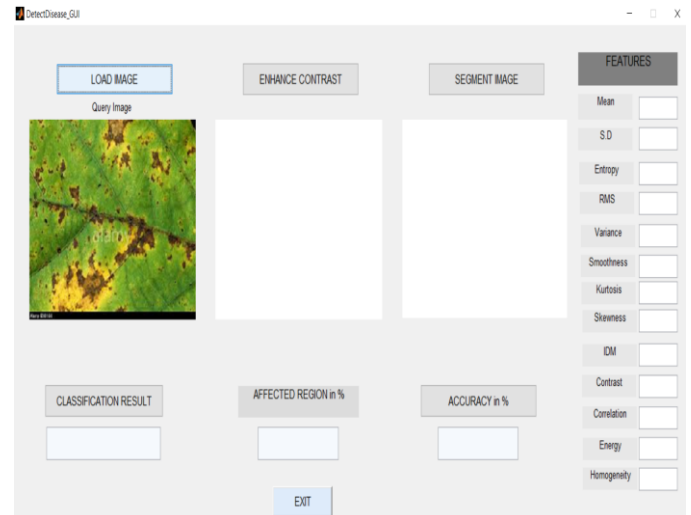 DetectDisease_GUI
LOAD IMAGE
ENHANCE CONTRAST
SEGMENT IMAGE
FEATURES
Query Image
Mean
S.D
Entropy
RMS
Variance
Smoothness
Kurtosis
Skewness
IDM
Contrast
Correlation
Energy
Homogeneity
CLASSIFICATION RESULT
AFFECTED REGION in %
ACCURACY in %
EXIT